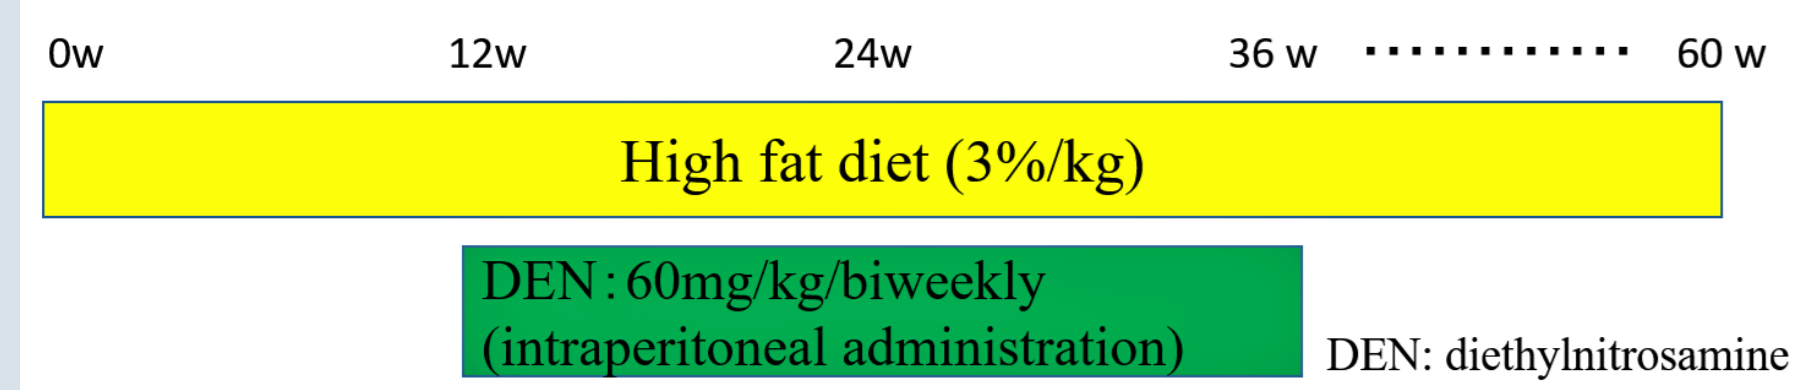 0w 12w 24w 36 w ............ 60 w
High fat diet (3%/kg)
DEN：60mg/kg/biweekly
(intraperitoneal administration)
DEN: diethylnitrosamine